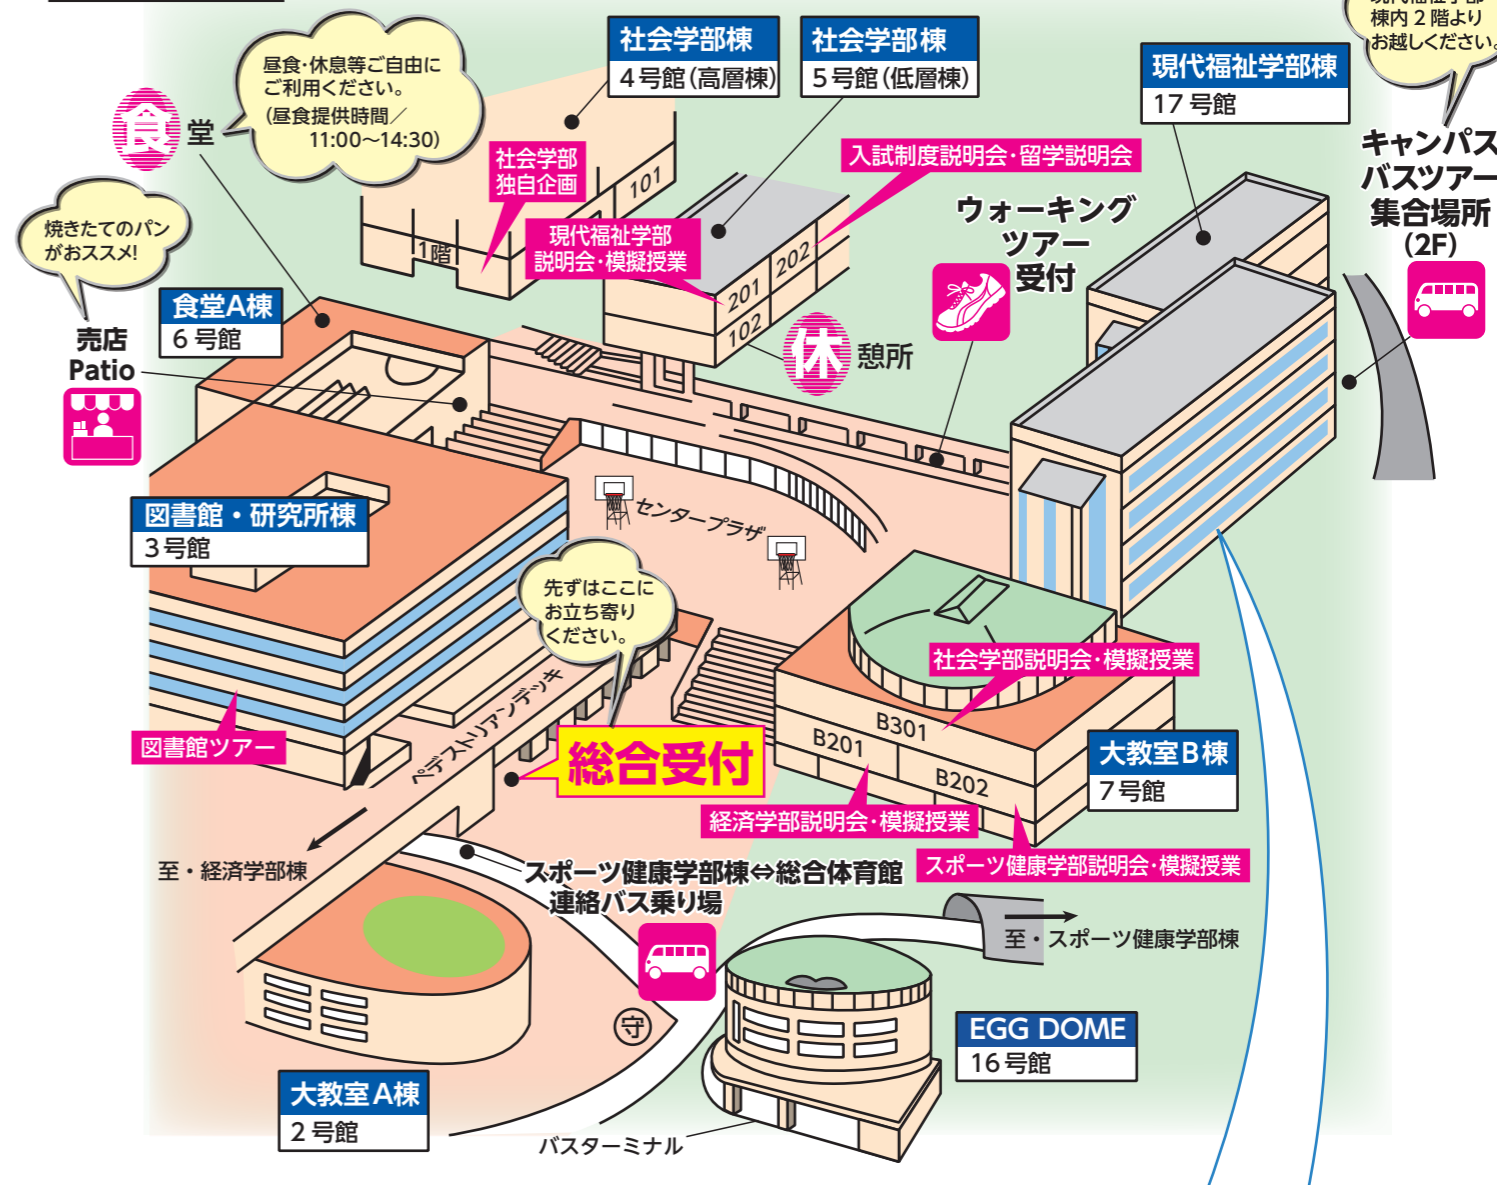 昼食・休息等ご自由に
ご利用ください。
(昼食提供時間／
11:00～14:30)
食堂
焼きたてのパン
がおススメ!
売店
Patio
食堂A棟
6号館
社会学部棟
4号館(高層棟)
社会学部棟
5号館(低層棟)
現代福祉学部棟
17号館
棟内2階より
お越しください。
キャンパス
バスツアー
集合場所
(2F)
社会学部
独自企画
101
1階
入試制度説明会・留学説明会
現代福祉学部
説明会・模擬授業
201
202
102
休憩所
ウォーキング
ツアー
受付
図書館・研究所棟
3号館
センタープラザ
先ずはここに
お立ち寄り
ください。
ペデストリアンデッキ
図書館ツアー
総合受付
社会学部説明会・模擬授業
B301
B201
B202
大教室B棟
7号館
経済学部説明会・模擬授業
スポーツ健康学部説明会・模擬授業
至・経済学部棟
スポーツ健康学部棟⇔総合体育館
連絡バス乗り場
至・スポーツ健康学部棟
守
EGG DOME
16号館
大教室A棟
2号館
バスターミナル